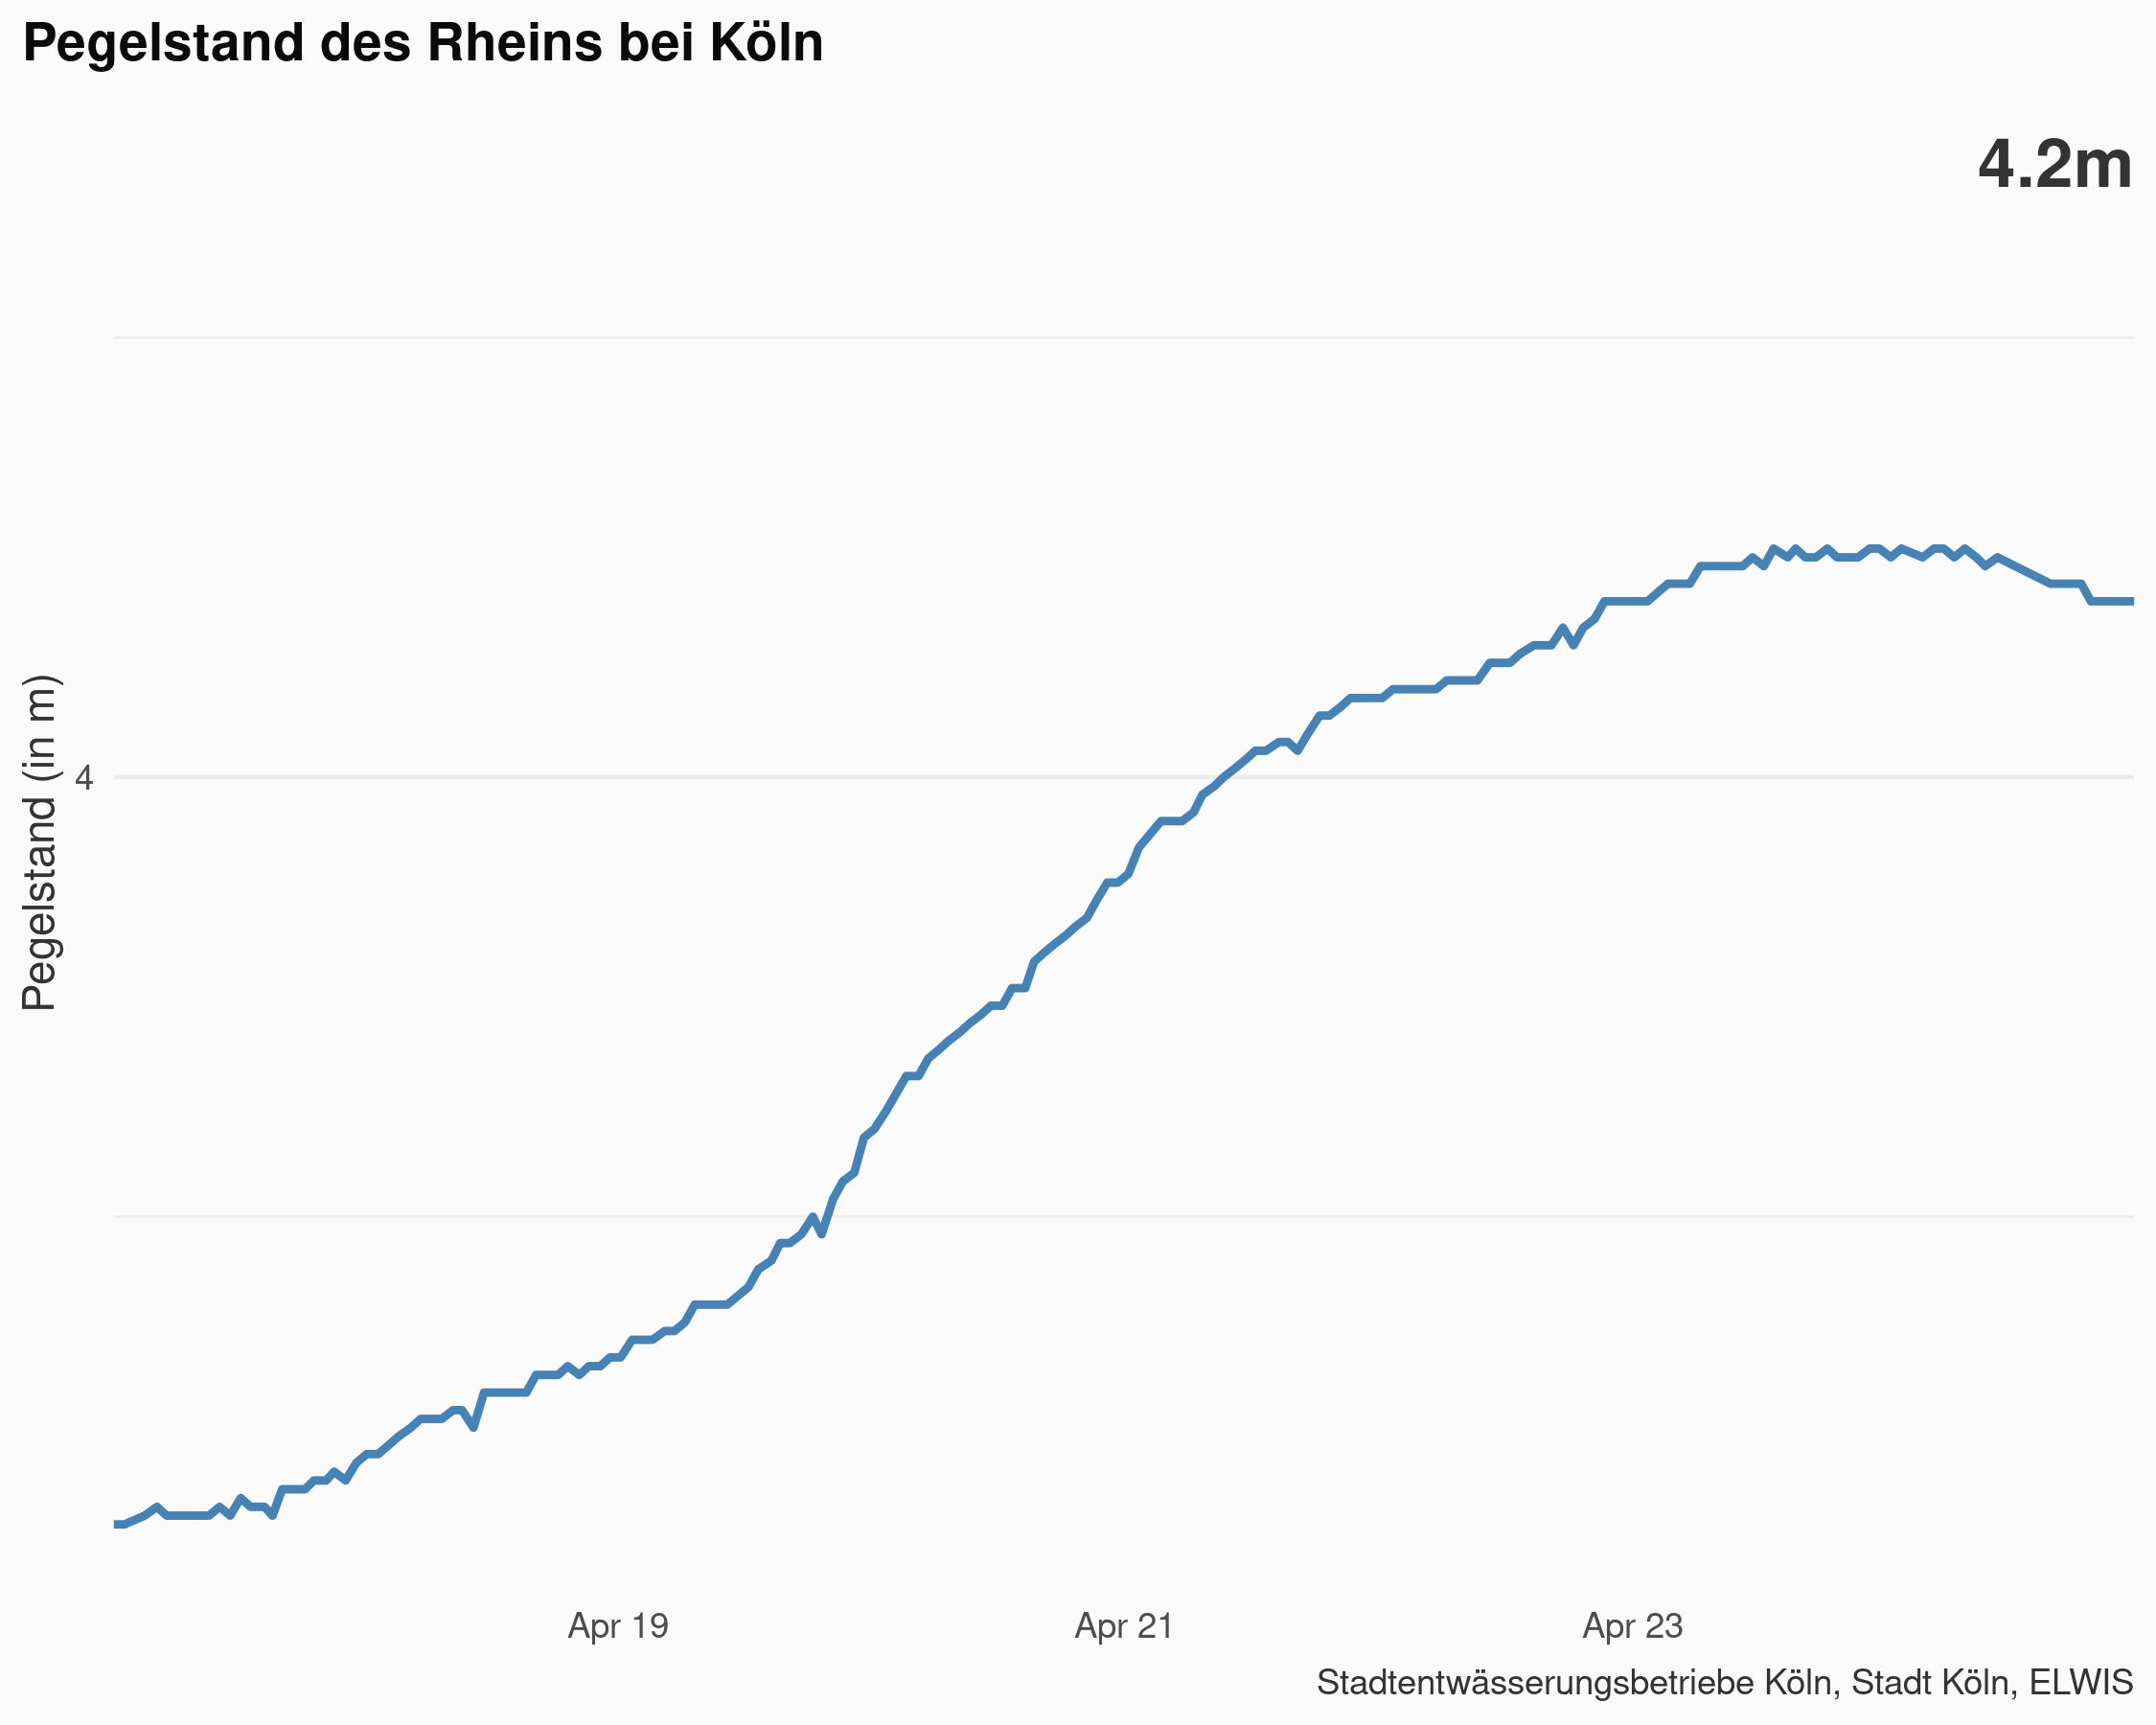 Pegelstand des Rheins bei Köln
4.2m
Pegelstand (in m)
4
Apr 19
Apr 21
Apr 23
Stadtentwässerungsbetriebe Köln, Stadt Köln, ELWIS